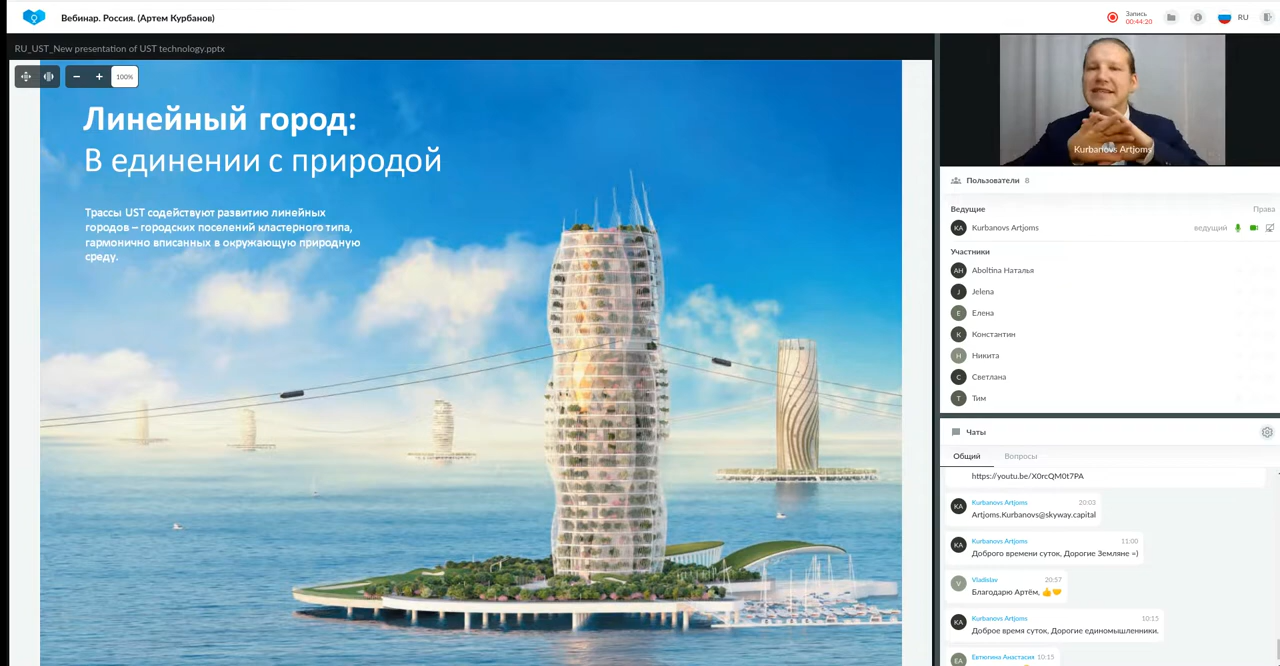 Вебинар. Россия. (Артем Курбанов)
Запись
00:44:20
RU
RU_UST_New presentation of UST technology.pptx
100%
Линейный город:
В единении с природой
Трассы UST содействуют развитию линейных
городов – городских поселений кластерного типа,
гармонично вписанных в окружающую природную
среду.
Kurbanovs Artjoms
Пользователи 8
Ведущие Права
KA Kurbanovs Artjoms ведущий
Участники
AН Aboltina Наталья
J Jelena
Е Елена
К Константин
Н Никита
С Светлана
Т Тим
Чаты
Общий Вопросы
https://youtu.be/X0rcQM0t7PA
KA Kurbanovs Artjoms 20:03
Artjoms.Kurbanovs@skyway.capital
KA Kurbanovs Artjoms 11:00
Доброго времени суток, Дорогие Земляне =)
V Vladislav 20:57
Благодарю Артём, 👍🤝
KA Kurbanovs Artjoms 10:15
Доброе время суток, Дорогие единомышленники.
ЕА Евтюгина Анастасия 10:15